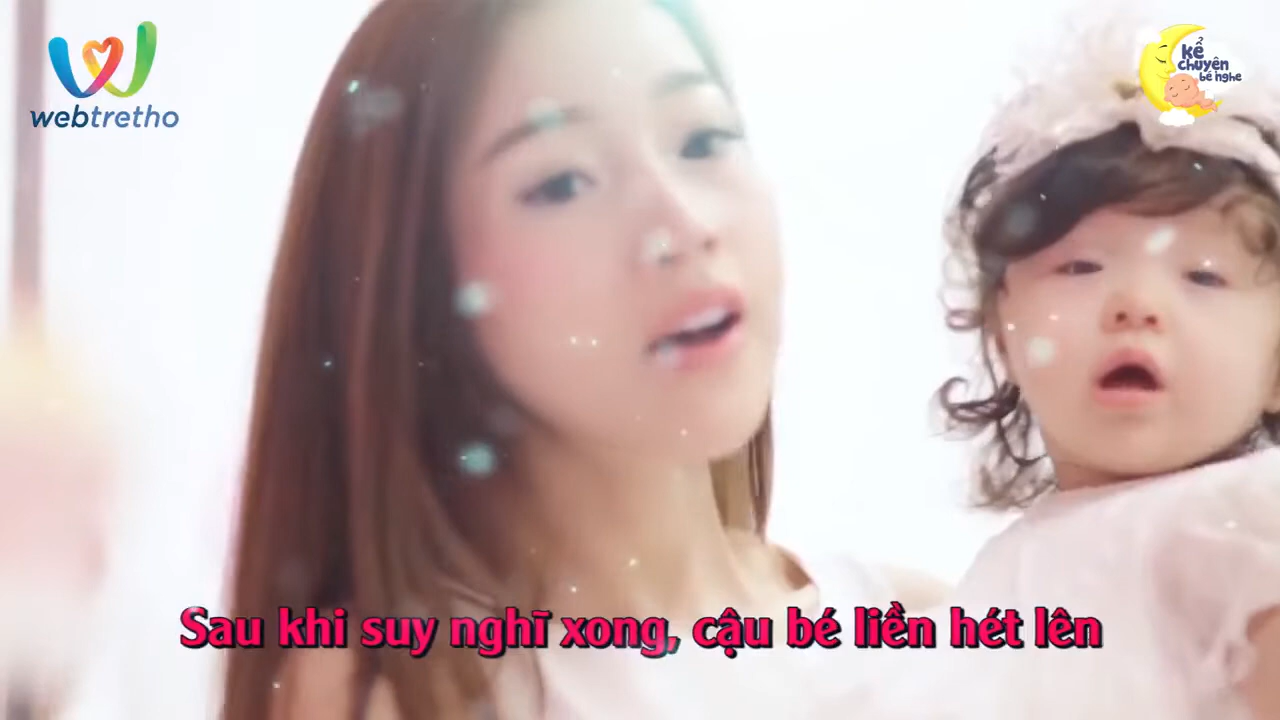 webtretho
kể
chuyện
bé nghe
Sau khi suy nghĩ xong, cậu bé liền hét lên